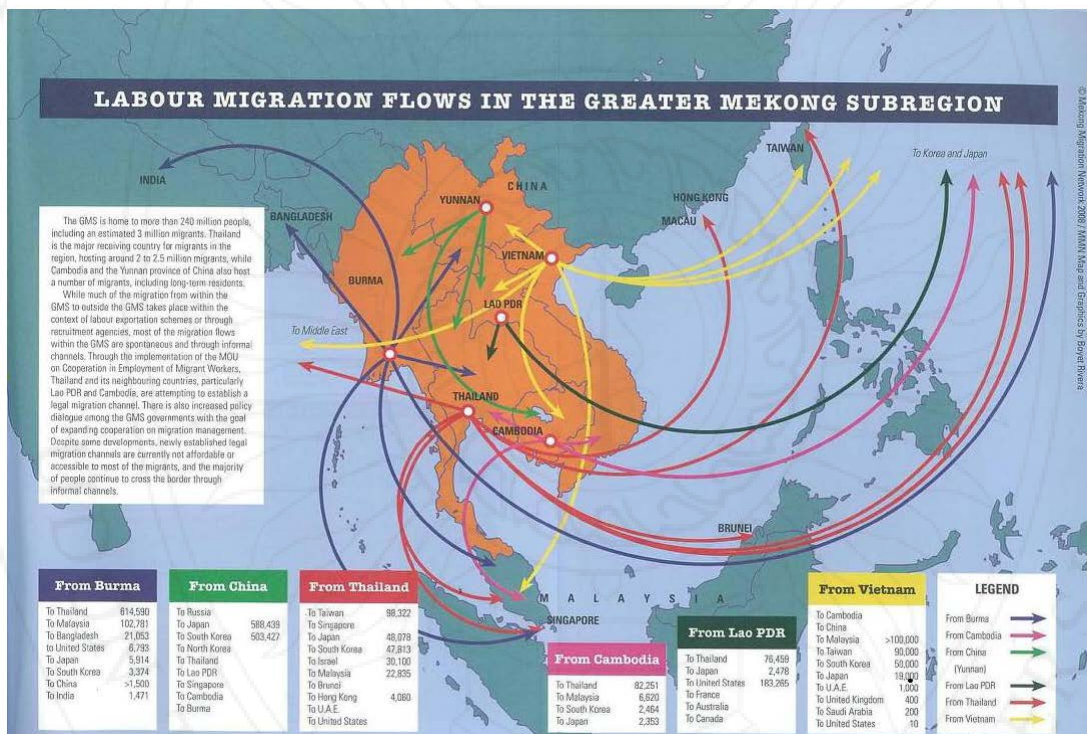 LABOUR MIGRATION FLOWS IN THE GREATER MEKONG SUBREGION
INDIA
BANGLADESH
BURMA
YUNNAN
CHINA
VIETNAM
LAO PDR
THAILAND
CAMBODIA
TAIWAN
HONG KONG
MACAU
To Korea and Japan
To Middle East
BRUNEI
MALAYSIA
SINGAPORE
The GMS is home to more than 240 million people,
including an estimated 3 million migrants. Thailand
is the major receiving country for migrants in the
region, hosting around 2 to 2.5 million migrants, while
Cambodia and the Yunnan province of China also host
a number of migrants, including long-term residents.
While much of the migration from within the
GMS to outside the GMS takes place within the
context of labour exportation schemes or through
recruitment agencies, most of the migration flows
within the GMS are spontaneous and through informal
channels. Through the implementation of the MOU
on Cooperation in Employment of Migrant Workers,
Thailand and its neighbouring countries, particularly
Lao PDR and Cambodia, are attempting to establish a
legal migration channel. There is also increased policy
dialogue among the GMS governments with the goal
of expanding cooperation on migration management.
Despite some developments, newly established legal
migration channels are currently not affordable or
accessible to most of the migrants, and the majority
of people continue to cross the border through
informal channels.
© Mekong Migration Network 2008 / MMN Map and Graphics by Boyet Rivera
From Burma
To Thailand 614,590
To Malaysia 102,781
To Bangladesh 21,053
to United States 6,793
To Japan 5,914
To South Korea 3,374
To China >1,500
To India 1,471
From China
To Russia
To Japan 588,439
To South Korea 503,427
To North Korea
To Thailand
To Lao PDR
To Singapore
To Cambodia
To Burma
From Thailand
To Taiwan 98,322
To Singapore
To Japan 48,078
To South Korea 47,813
To Israel 30,100
To Malaysia 22,835
To Brunei
To Hong Kong 4,060
To U.A.E.
To United States
From Cambodia
To Thailand 82,251
To Malaysia 6,620
To South Korea 2,464
To Japan 2,353
From Lao PDR
To Thailand 76,459
To Japan 2,478
To United States 183,265
To France
To Australia
To Canada
From Vietnam
To Cambodia
To China
To Malaysia >100,000
To Taiwan 90,000
To South Korea 50,000
To Japan 19,000
To U.A.E. 1,000
To United Kingdom 400
To Saudi Arabia 200
To United States 10
LEGEND
From Burma
From Cambodia
From China
(Yunnan)
From Lao PDR
From Thailand
From Vietnam